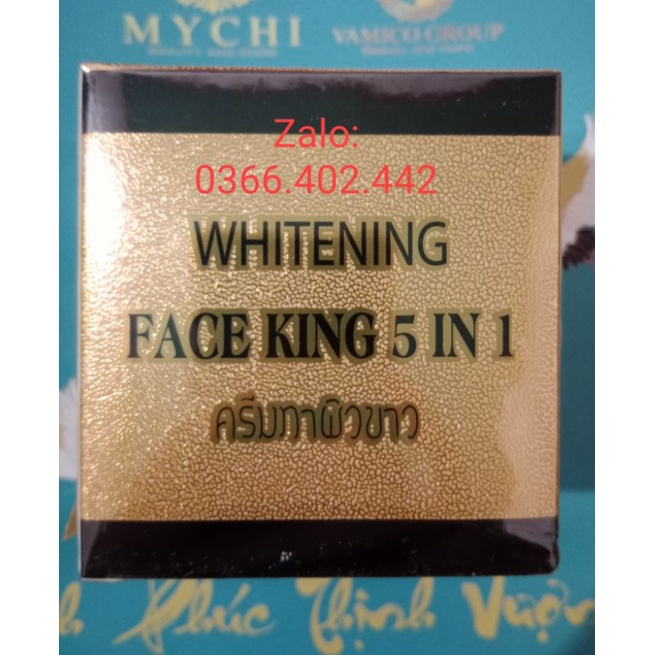 MYCHI VAMICO GROUP
Zalo:
0366.402.442
WHITENING
FACE KING 5 IN 1
ครีมทาผิวขาว
Phúc Thịnh Vượn